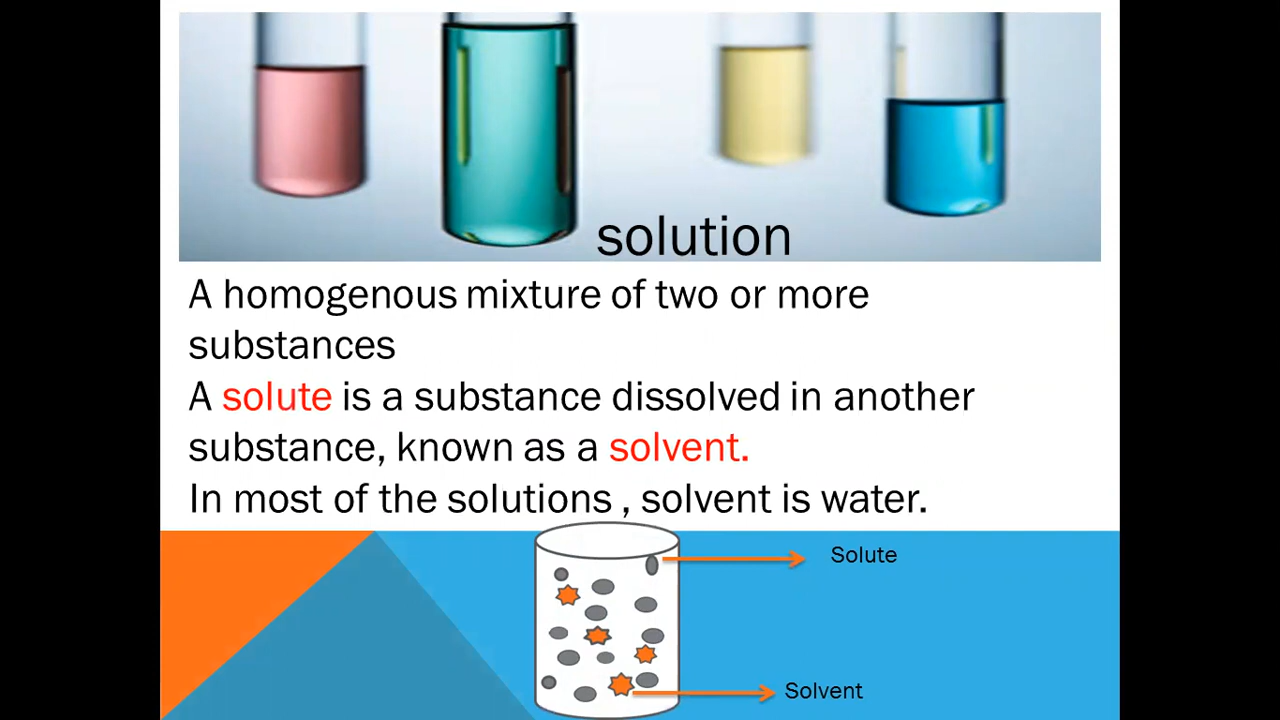 solution
A homogenous mixture of two or more
substances
A solute is a substance dissolved in another
substance, known as a solvent.
In most of the solutions , solvent is water.
Solute
Solvent